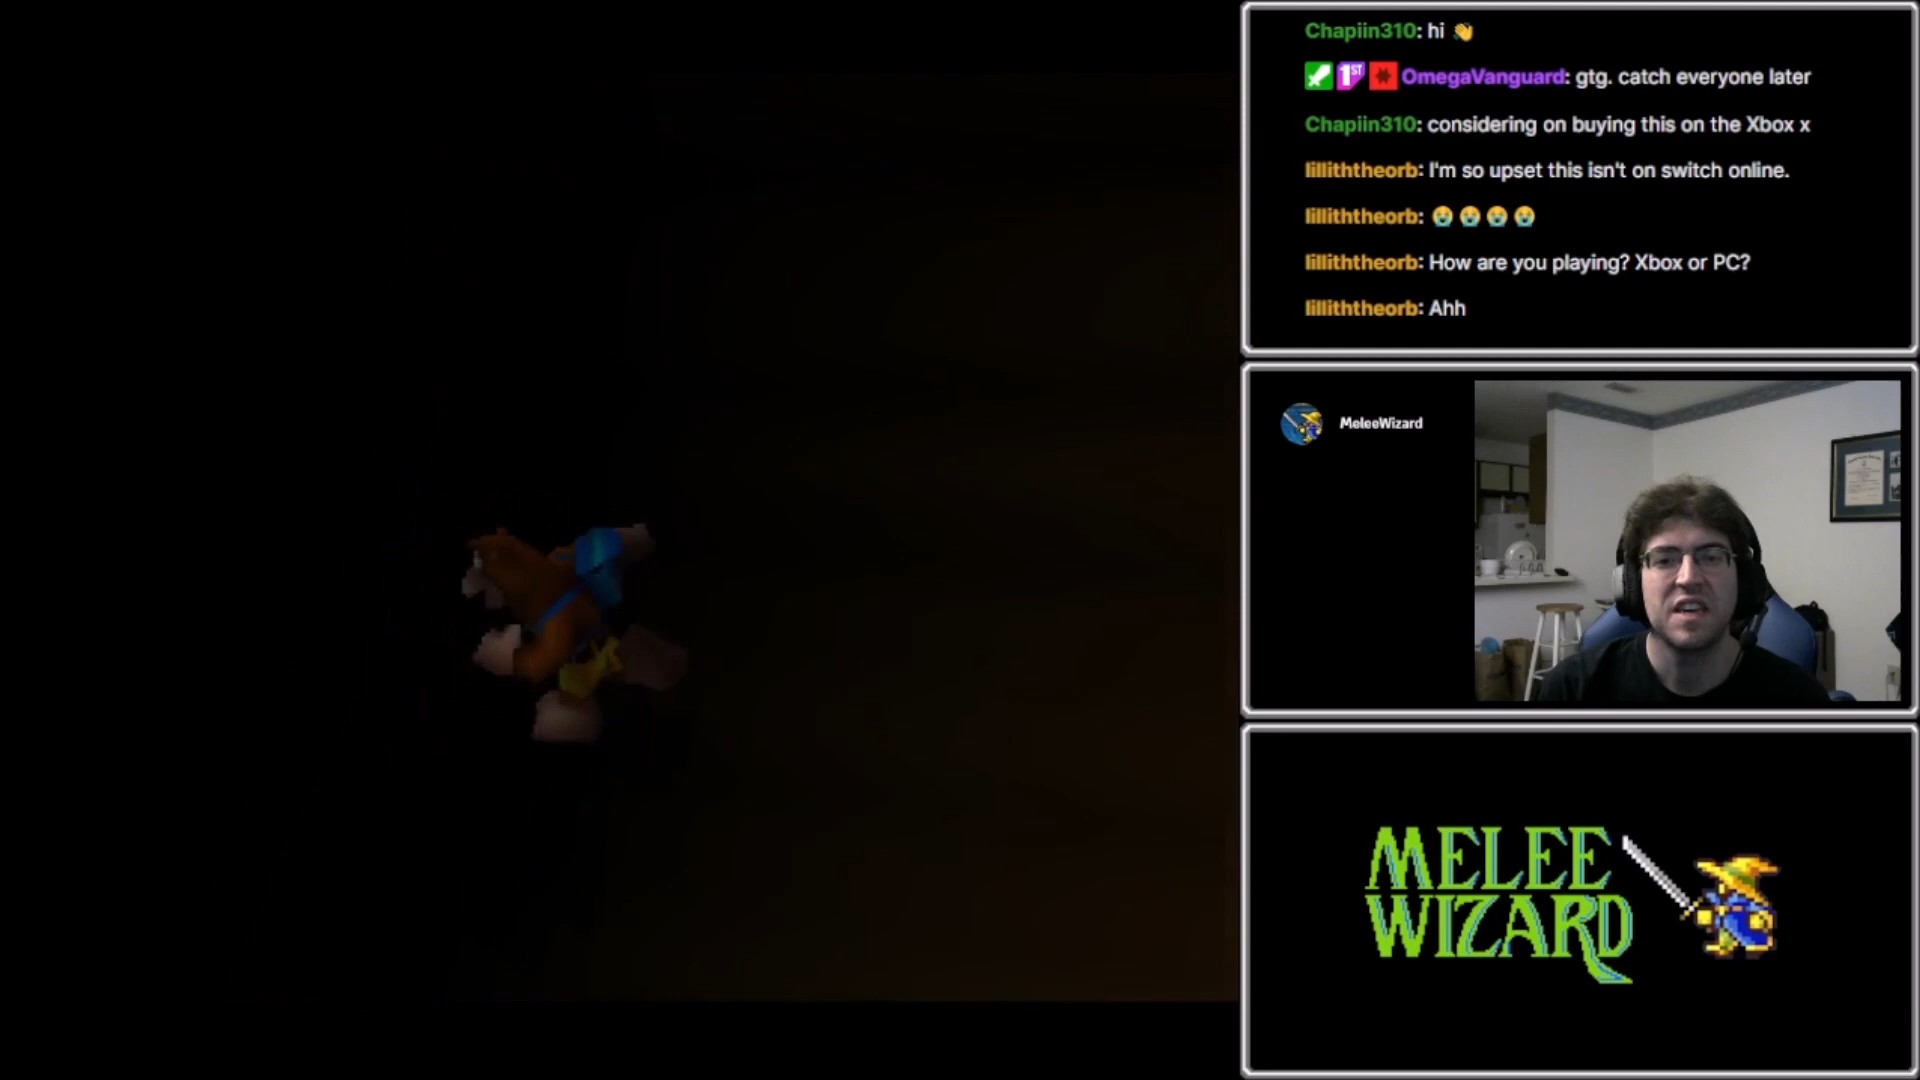 Chapiin310: hi 👋
1ST OmegaVanguard: gtg. catch everyone later
Chapiin310: considering on buying this on the Xbox x
lilliththeorb: I'm so upset this isn't on switch online.
lilliththeorb: 😭😭😭😭
lilliththeorb: How are you playing? Xbox or PC?
lilliththeorb: Ahh
MeleeWizard
MELEE
WIZARD